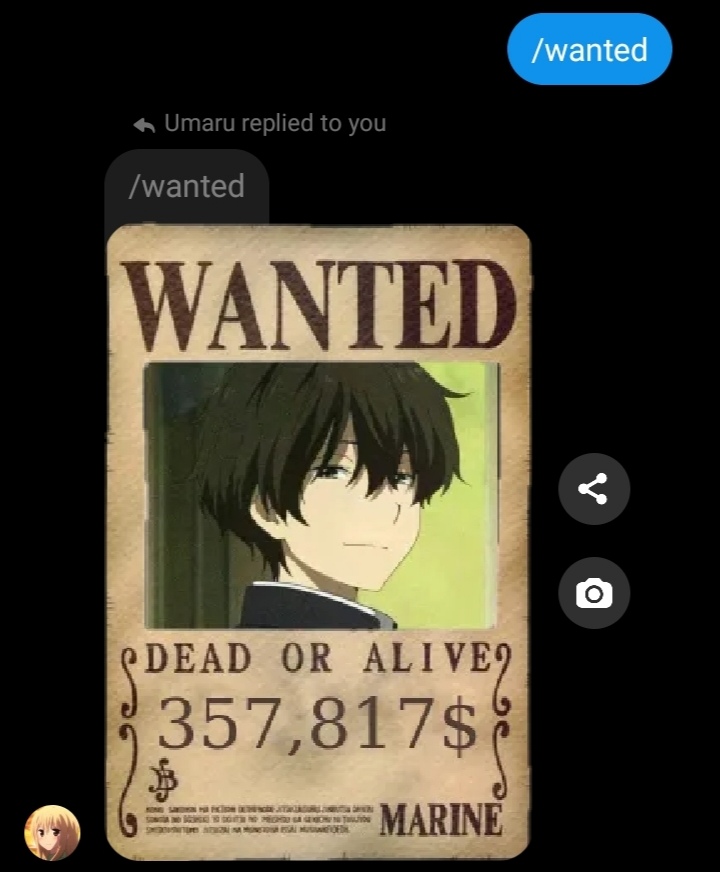 /wanted
Umaru replied to you
/wanted
WANTED
DEAD OR ALIVE
357,817$
MARINE